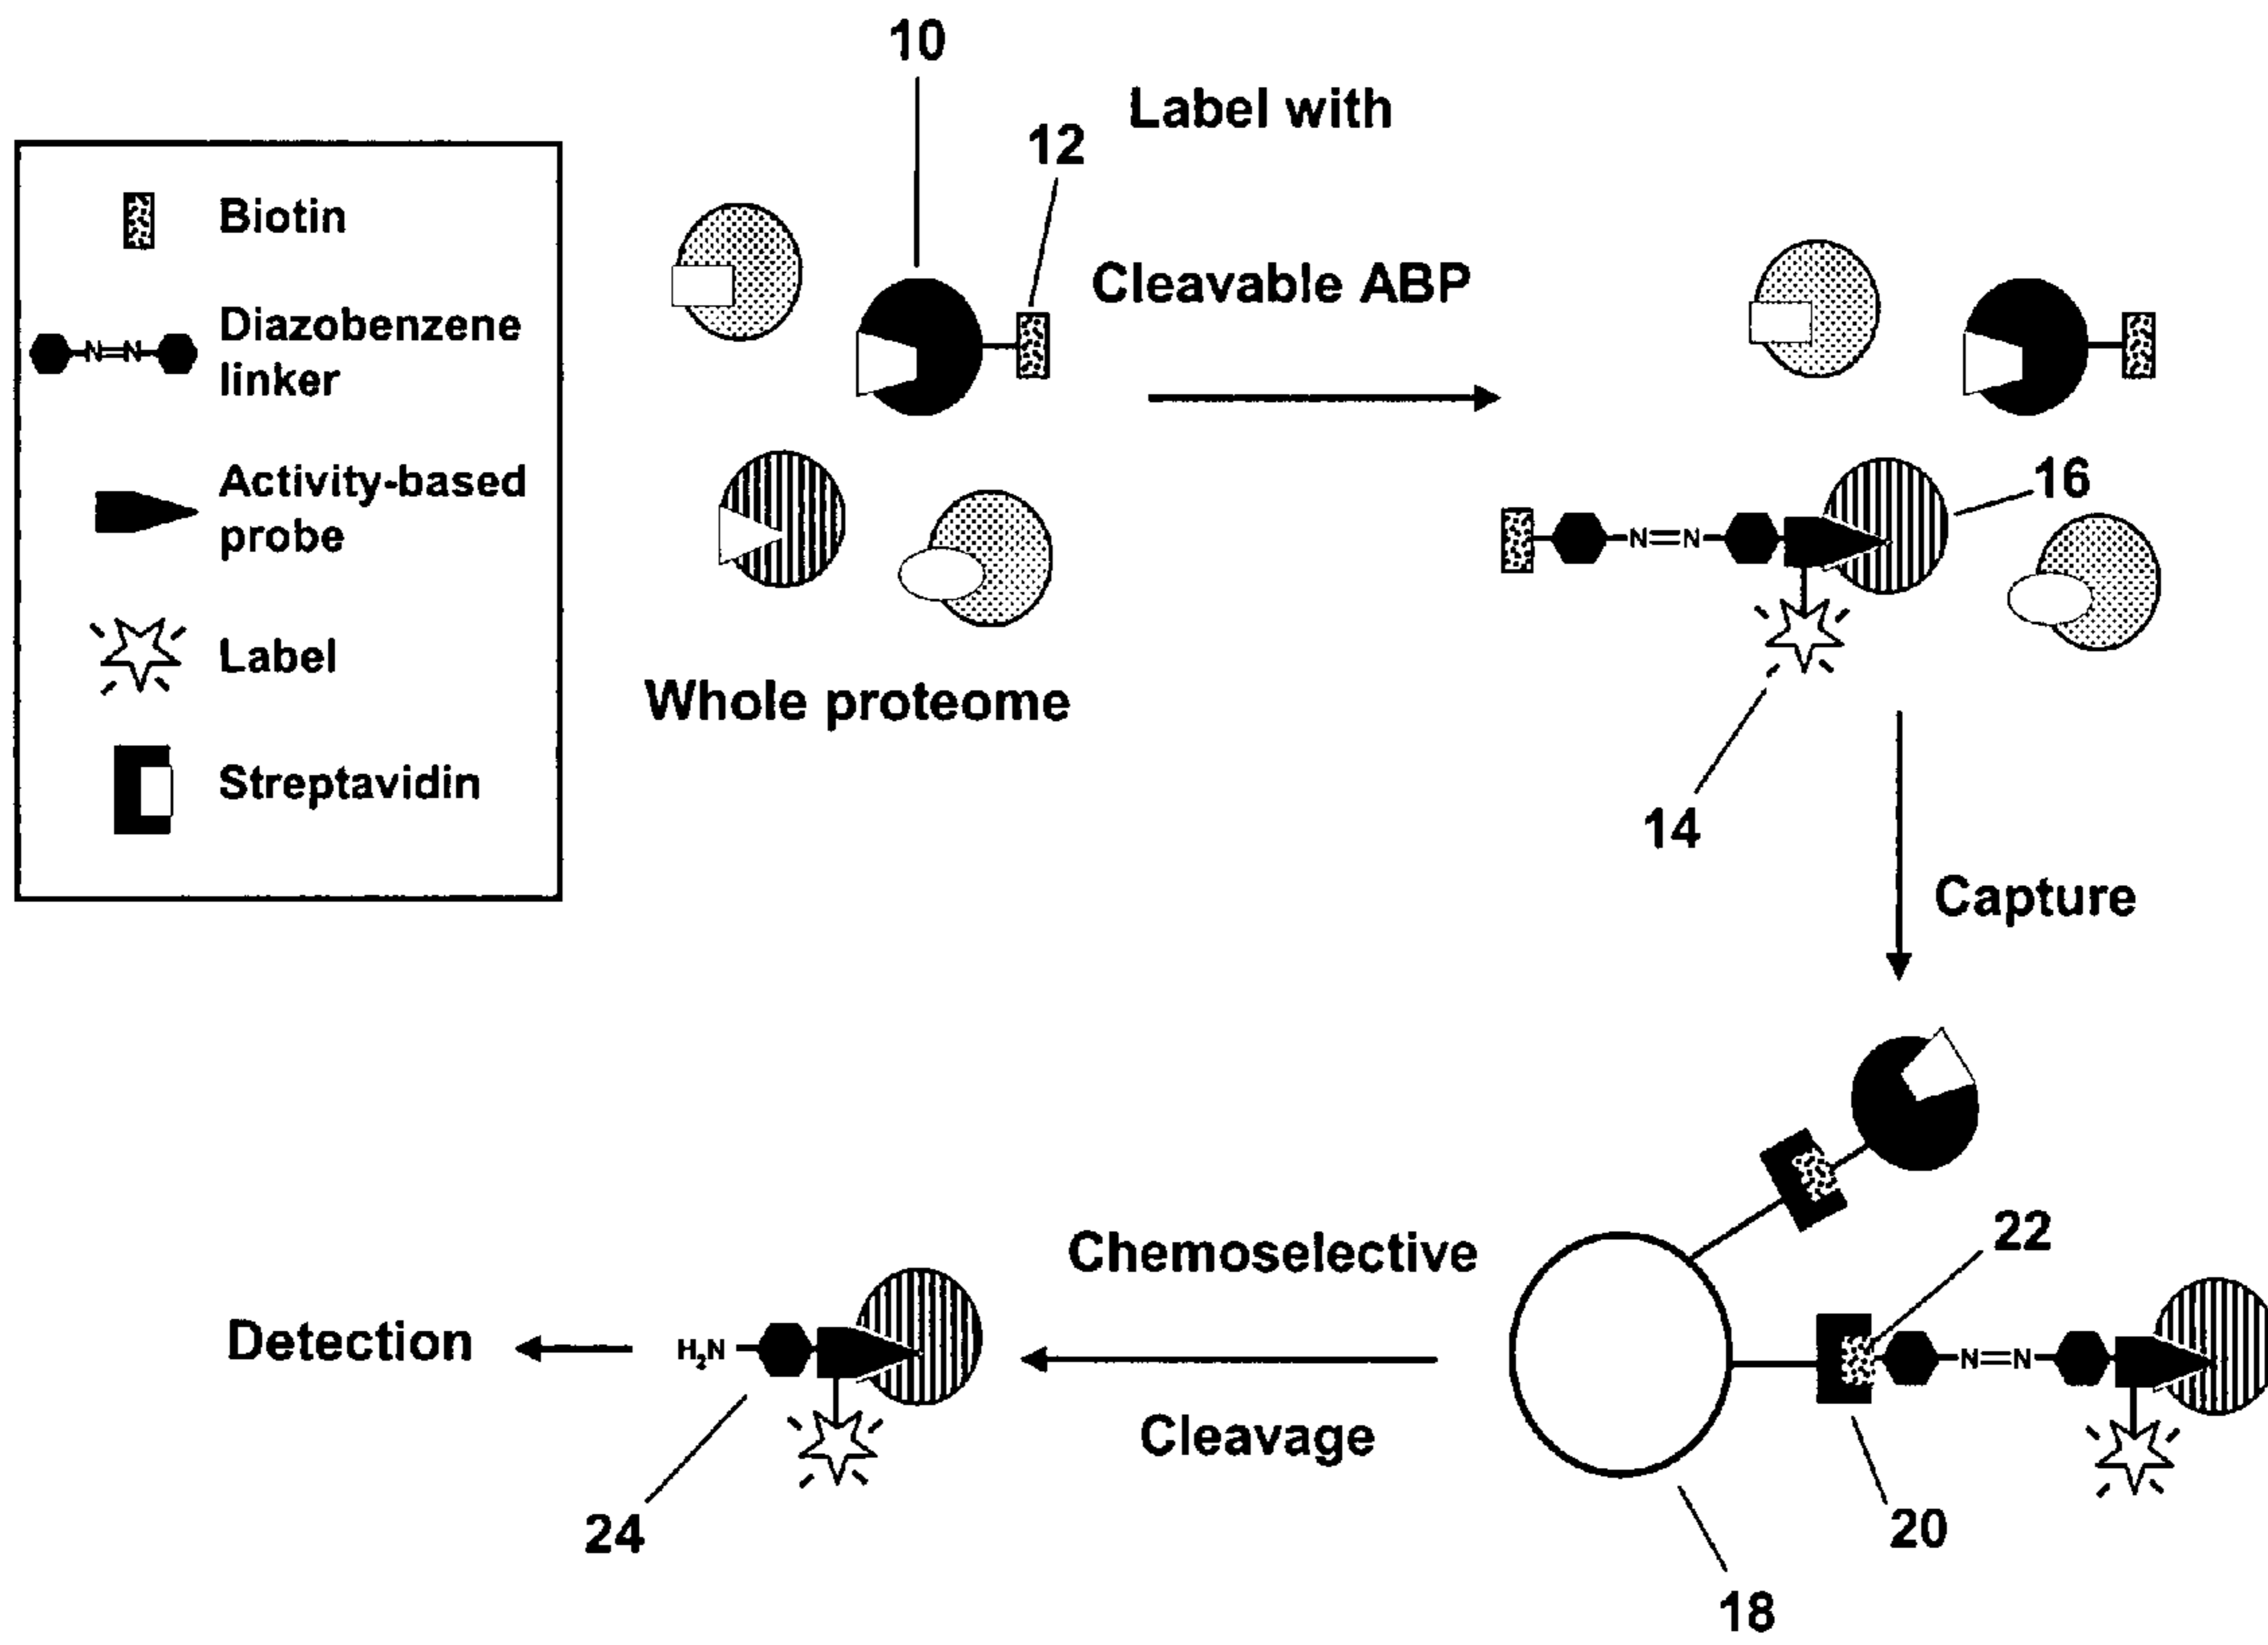 10
Label with
12
Cleavable ABP
Biotin
Diazobenzene
linker
N=N
Activity-based
probe
Label
Streptavidin
Whole proteome
16
N=N
14
Capture
22
Chemoselective
Cleavage
Detection
H₂N
N=N
24
20
18